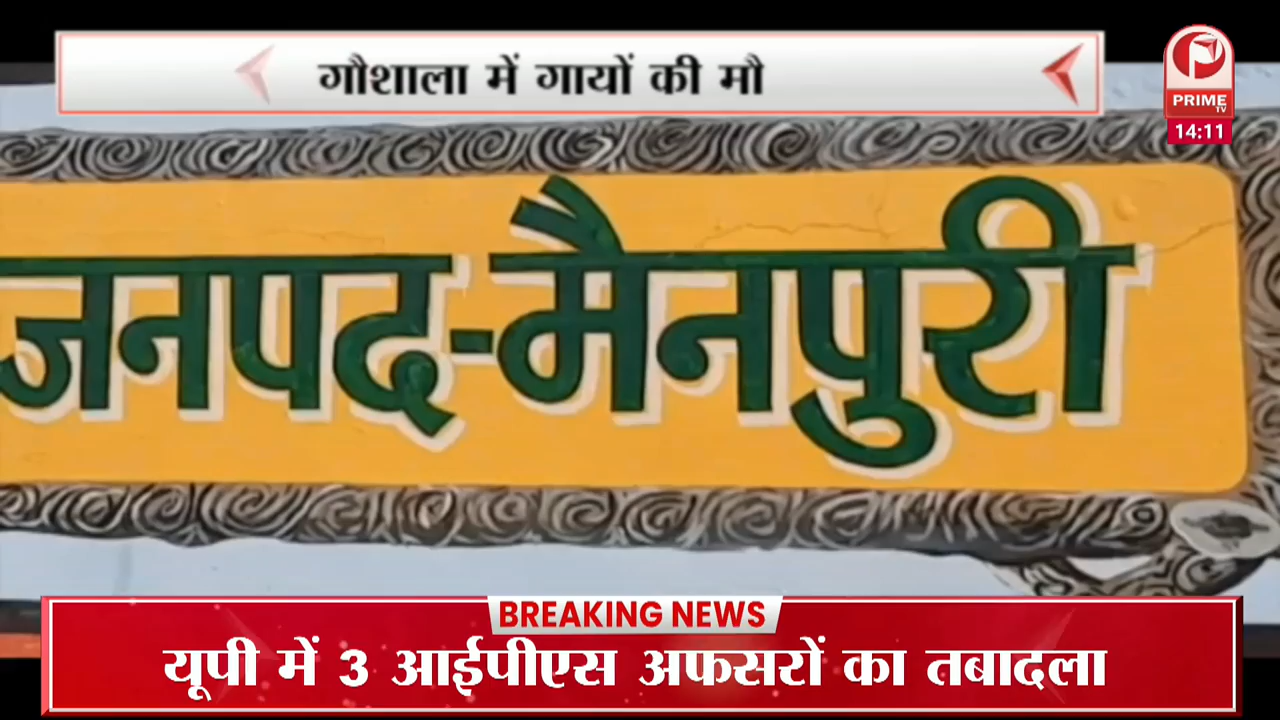 गौशाला में गायों की मौ
PRIME
TV
14:11
जनपद-मैनपुरी
BREAKING NEWS
यूपी में 3 आईपीएस अफसरों का तबादला